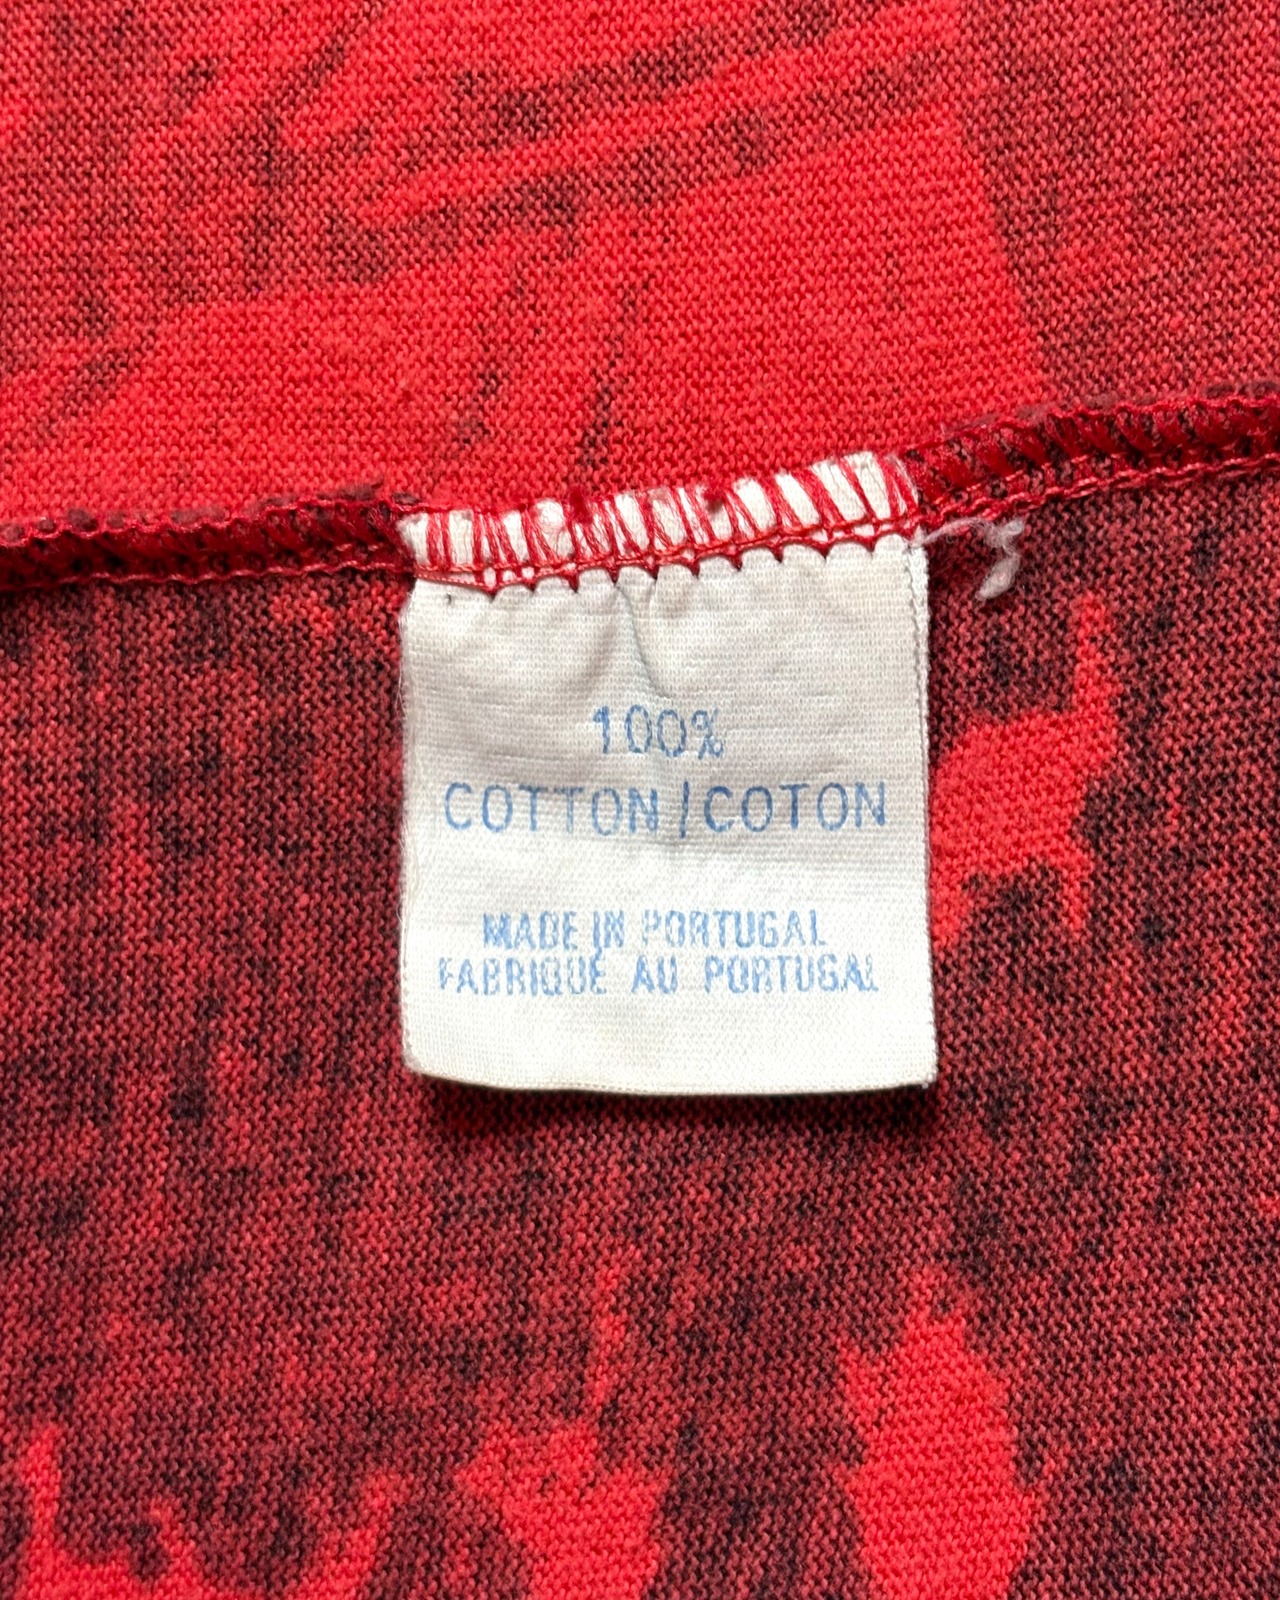 100%
COTTON/COTON
MADE IN PORTUGAL
FABRIQUÉ AU PORTUGAL